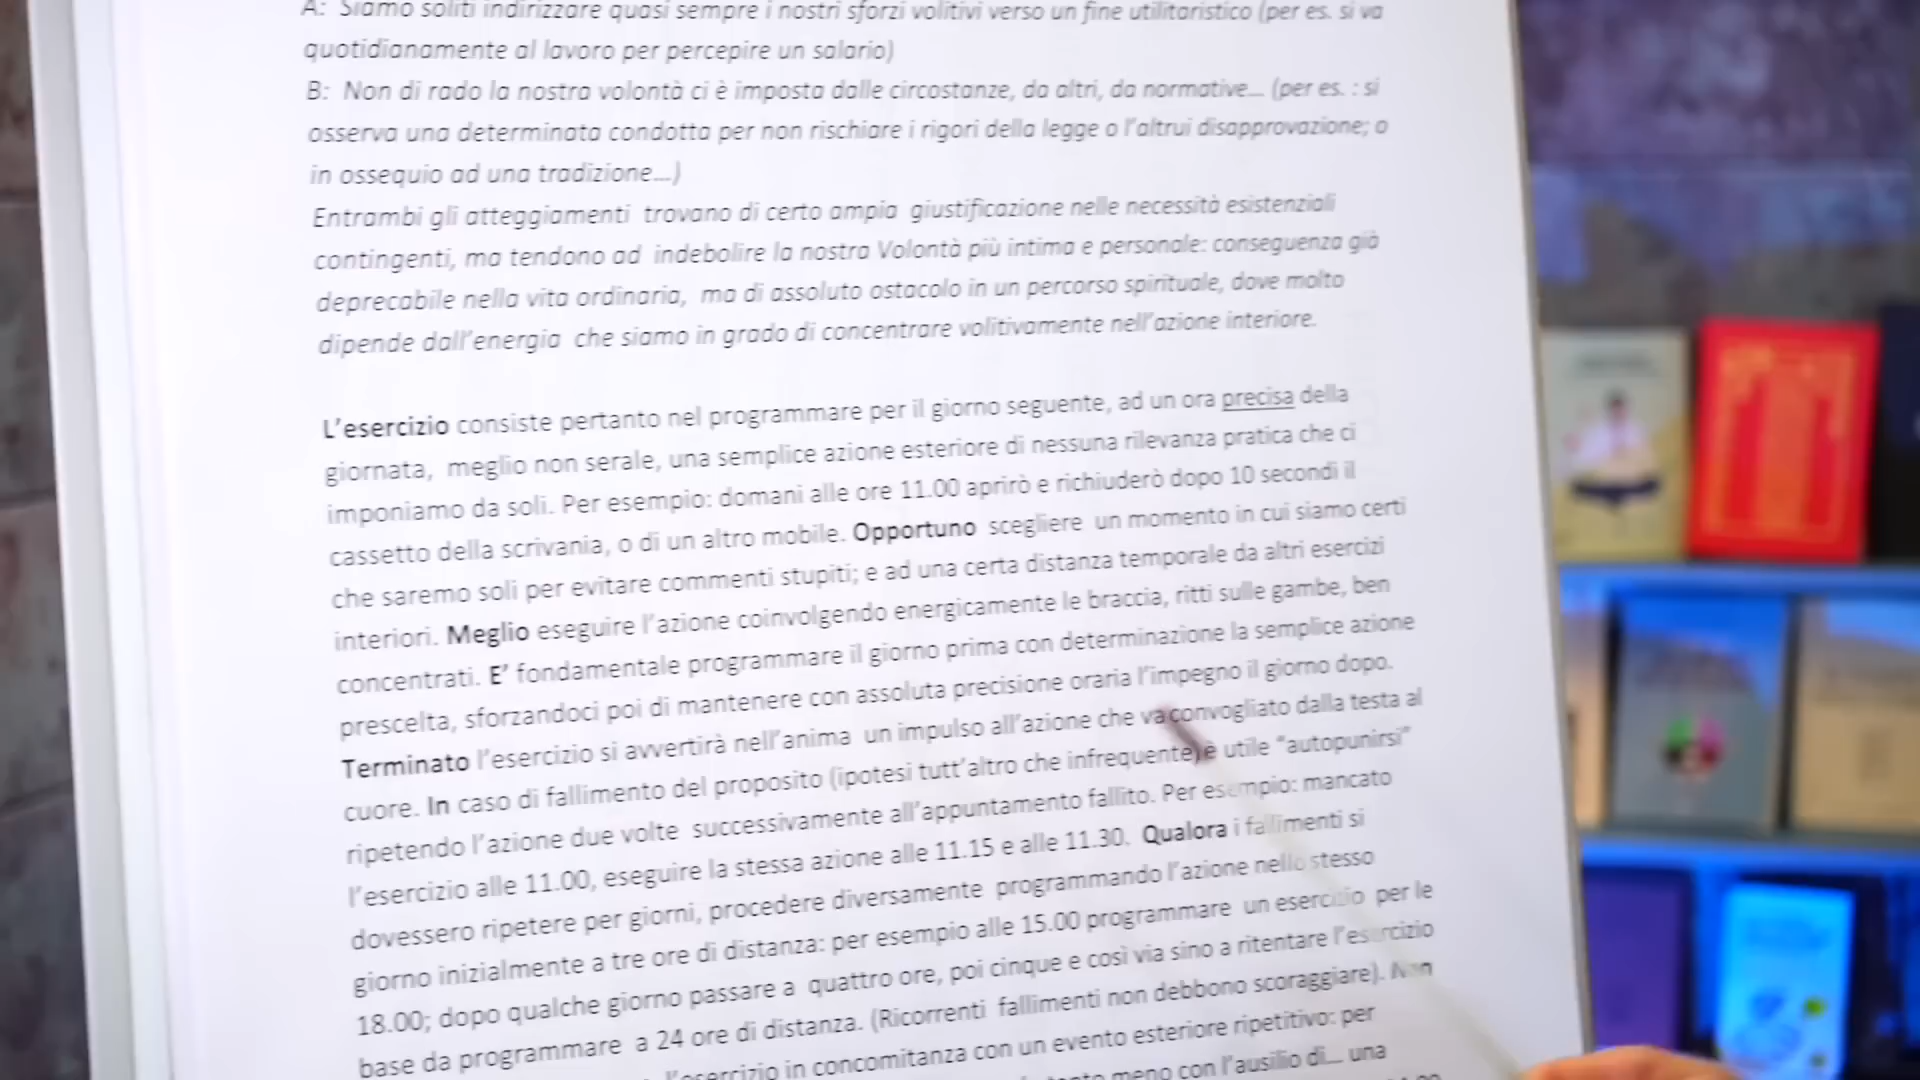 A: Siamo soliti indirizzare quasi sempre i nostri sforzi volitivi verso un fine utilitaristico (per es. si va
quotidianamente al lavoro per percepire un salario)
B: Non di rado la nostra volontà ci è imposta dalle circostanze, da altri, da normative... (per es. : si
osserva una determinata condotta per non rischiare i rigori della legge o l'altrui disapprovazione; o
in ossequio ad una tradizione...)
Entrambi gli atteggiamenti trovano di certo ampia giustificazione nelle necessità esistenziali
contingenti, ma tendono ad indebolire la nostra Volontà più intima e personale: conseguenza già
deprecabile nella vita ordinaria, ma di assoluto ostacolo in un percorso spirituale, dove molto
dipende dall'energia che siamo in grado di concentrare volitivamente nell'azione interiore.
L'esercizio consiste pertanto nel programmare per il giorno seguente, ad un ora precisa della
giornata, meglio non serale, una semplice azione esteriore di nessuna rilevanza pratica che ci
imponiamo da soli. Per esempio: domani alle ore 11.00 aprirò e richiuderò dopo 10 secondi il
cassetto della scrivania, o di un altro mobile. Opportuno scegliere un momento in cui siamo certi
che saremo soli per evitare commenti stupiti; e ad una certa distanza temporale da altri esercizi
interiori. Meglio eseguire l'azione coinvolgendo energicamente le braccia, ritti sulle gambe, ben
concentrati. E' fondamentale programmare il giorno prima con determinazione la semplice azione
prescelta, sforzandoci poi di mantenere con assoluta precisione oraria l'impegno il giorno dopo.
Terminato l'esercizio si avvertirà nell'anima un impulso all'azione che va convogliato dalla testa al
cuore. In caso di fallimento del proposito (ipotesi tutt'altro che infrequente) è utile "autopunirsi"
ripetendo l'azione due volte successivamente all'appuntamento fallito. Per esempio: mancato
l'esercizio alle 11.00, eseguire la stessa azione alle 11.15 e alle 11.30. Qualora i fallimenti si
dovessero ripetere per giorni, procedere diversamente programmando l'azione nello stesso
giorno inizialmente a tre ore di distanza: per esempio alle 15.00 programmare un esercizio per le
18.00; dopo qualche giorno passare a quattro ore, poi cinque e così via sino a ritentare l'esercizio
base da programmare a 24 ore di distanza. (Ricorrenti fallimenti non debbono scoraggiare). Non
l'esercizio in concomitanza con un evento esteriore ripetitivo: per
meno con l'ausilio di... una